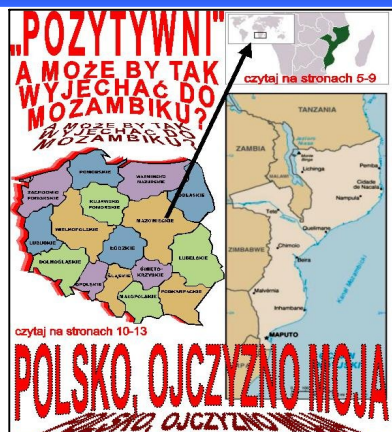 „POZYTYWNI"
A MOŻE BY TAK
WYJECHAĆ DO
MOZAMBIKU?
A MOŻE BY TAK
WYJECHAĆ DO
MOZAMBIKU?
czytaj na stronach 5-9
POMORSKIE
WARMIŃSKO
MAZURSKIE
ZACHODNIO
POMORSKIE
PODLASKIE
KUJAWSKO
POMORSKIE
MAZOWIECKIE
WIELKOPOLSKIE
LUBUSKIE
ŁÓDZKIE
LUBELSKIE
DOLNOŚLĄSKIE
OPOLSKIE
ŚLĄSKIE
ŚWIĘTO
KRZYSKIE
MAŁOPOLSKIE
PODKARPACKIE
czytaj na stronach 10-13
TANZANIA
ZAMBIA
MALAWI
Pemba
Lichinga
Cidade de
Nacala
Nampula
Tete
Quelimane
ZIMBABWE
Chimoio
Beira
Malvérnia
Inhambane
MAPUTO
POLSKO, OJCZYZNO MOJA
POLSKO, OJCZYZNO MOJA